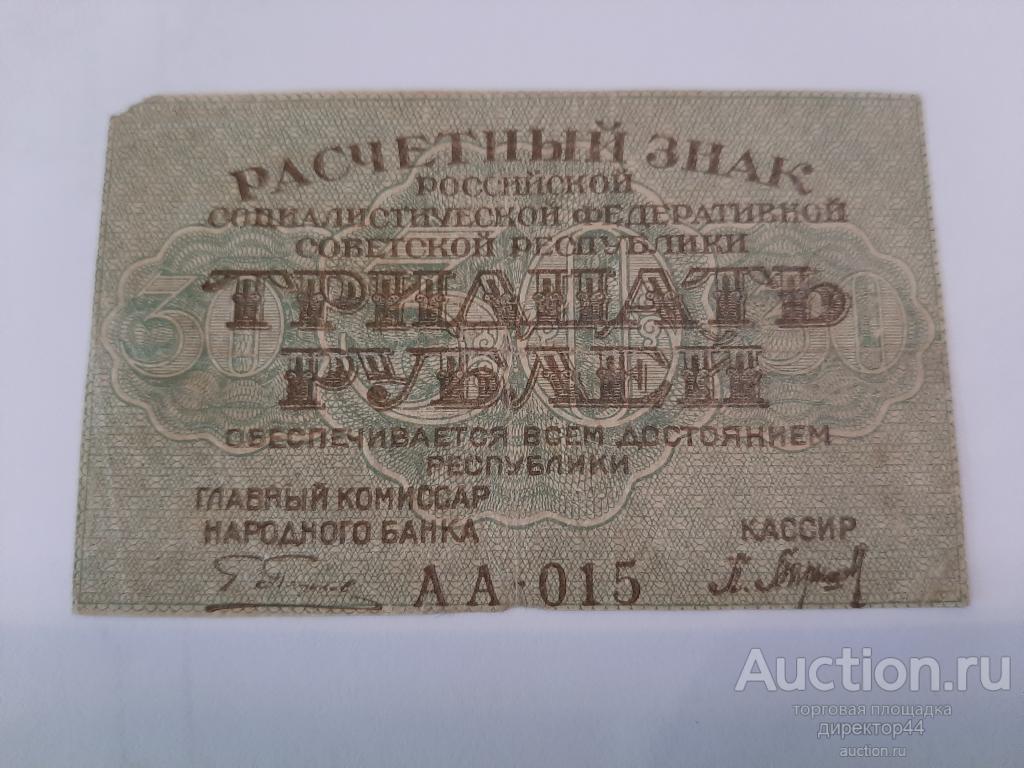 РАСЧЕТНЫЙ ЗНАК
РОССИЙСКОЙ
СОЦИАЛИСТИЧЕСКОЙ ФЕДЕРАТИВНОЙ
СОВЕТСКОЙ РЕСПУБЛИКИ
30 30 30
ТРИДЦАТЬ
РУБЛЕЙ
ОБЕСПЕЧИВАЕТСЯ ВСЕМ ДОСТОЯНИЕМ
РЕСПУБЛИКИ
ГЛАВНЫЙ КОМИССАР
НАРОДНОГО БАНКА
КАССИР
АА-015
Auction.ru
торговая площадка
директор44
auction.ru